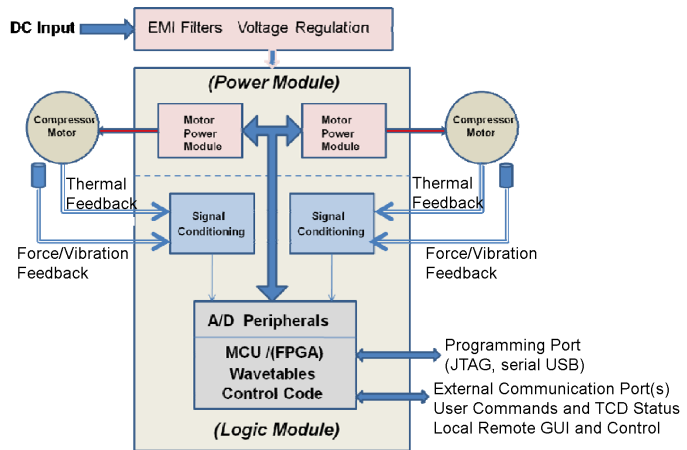 DC Input
EMI Filters Voltage Regulation
(Power Module)
Compressor
Motor
Motor
Power
Module
Motor
Power
Module
Compressor
Motor
Thermal
Feedback
Signal
Conditioning
Signal
Conditioning
Thermal
Feedback
Force/Vibration
Feedback
Force/Vibration
Feedback
A/D Peripherals
MCU /(FPGA)
Wavetables
Control Code
Programming Port
(JTAG, serial USB)
External Communication Port(s)
User Commands and TCD Status
Local Remote GUI and Control
(Logic Module)